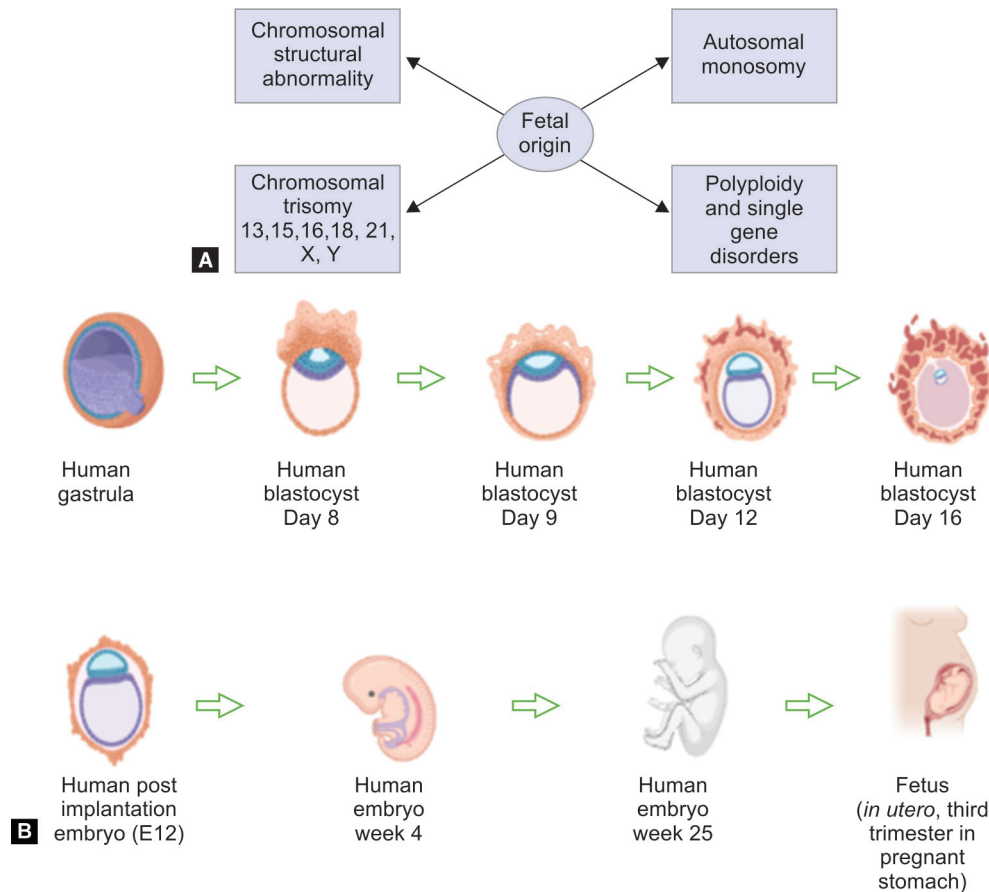 Chromosomal
structural
abnormality
Autosomal
monosomy
Fetal
origin
Chromosomal
trisomy
13,15,16,18, 21,
X, Y
Polyploidy
and single
gene
disorders
A
Human
gastrula
Human
blastocyst
Day 8
Human
blastocyst
Day 9
Human
blastocyst
Day 12
Human
blastocyst
Day 16
Human post
implantation
embryo (E12)
Human
embryo
week 4
Human
embryo
week 25
Fetus
(in utero, third
trimester in
pregnant
stomach)
B